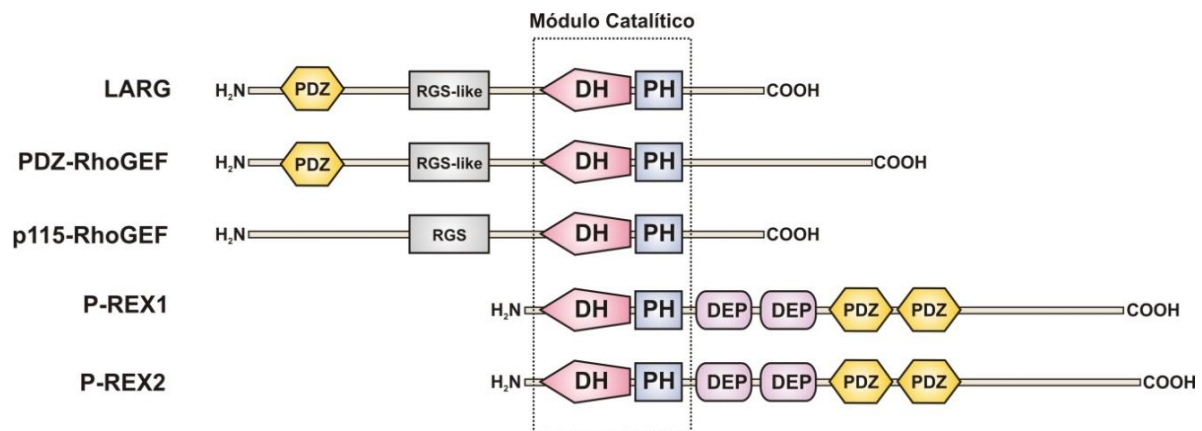 Módulo Catalítico
LARG H₂N PDZ RGS-like DH PH COOH
PDZ-RhoGEF H₂N PDZ RGS-like DH PH COOH
p115-RhoGEF H₂N RGS DH PH COOH
P-REX1 H₂N DH PH DEP DEP PDZ PDZ COOH
P-REX2 H₂N DH PH DEP DEP PDZ PDZ COOH